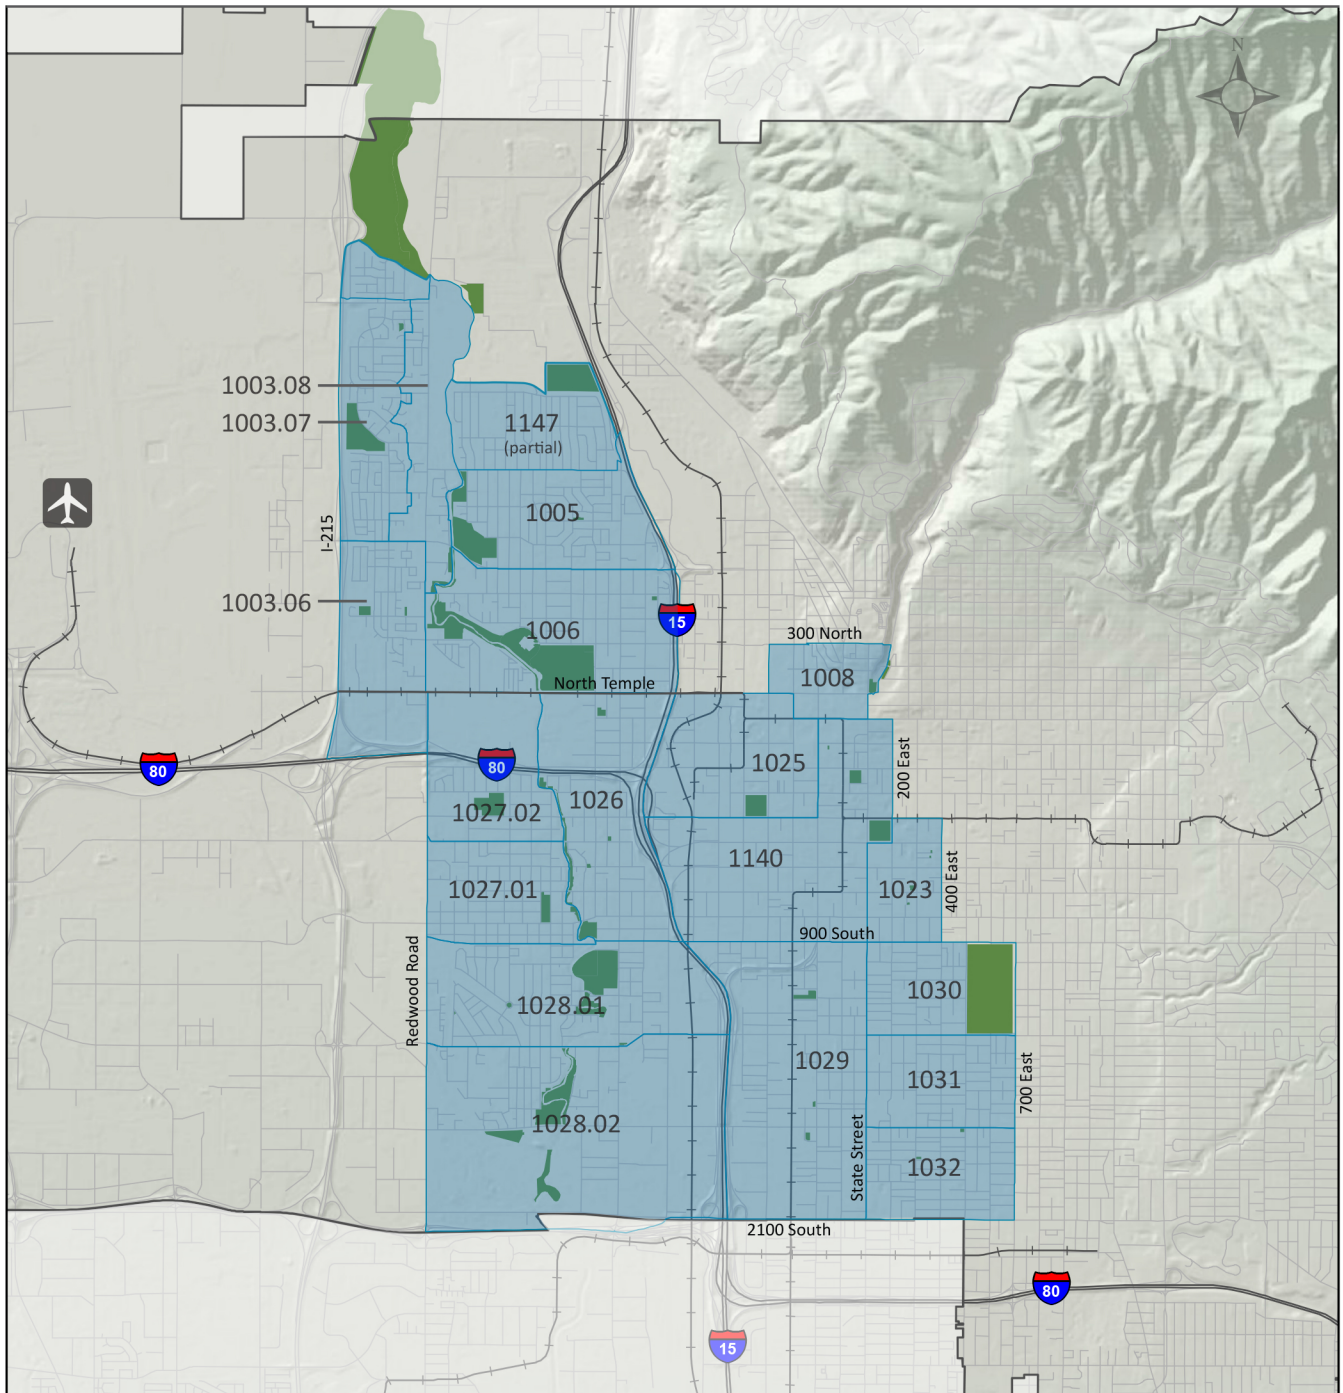 N
1003.08
1003.07
1147
(partial)
1005
I-215
1003.06
15
1006
300 North
1008
North Temple
80
80
1025
200 East
1026
1027.02
1140
1027.01
1023
400 East
900 South
Redwood Road
1028.01
1030
1029
1031
700 East
1028.02
State Street
1032
2100 South
80
15